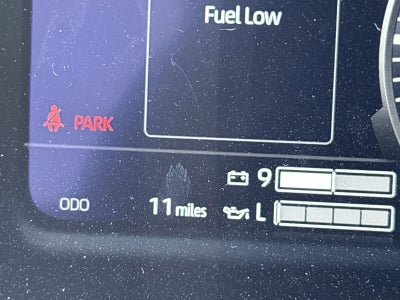 Fuel Low
PARK
9
ODO 11 miles L